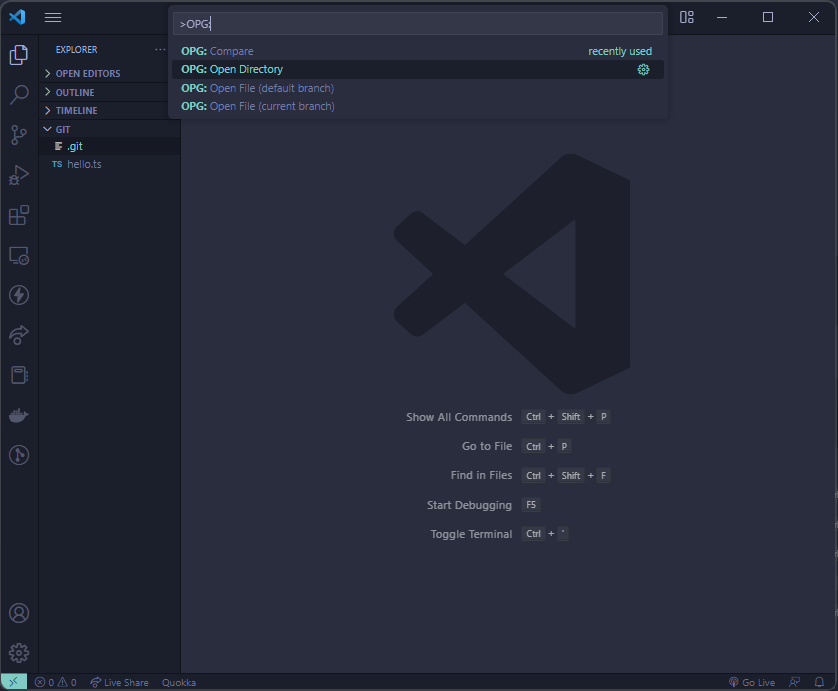 >OPG:
EXPLORER ...
OPG: Compare recently used
OPG: Open Directory
OPG: Open File (default branch)
OPG: Open File (current branch)
OPEN EDITORS
OUTLINE
TIMELINE
GIT
.git
TS hello.ts
Show All Commands Ctrl + Shift + P
Go to File Ctrl + P
Find in Files Ctrl + Shift + F
Start Debugging F5
Toggle Terminal Ctrl + `
0 0 Live Share Quokka Go Live